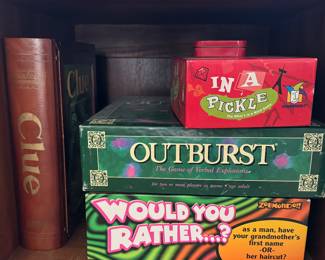 Clue
Clue
IN A
PICKLE
OUTBURST
The Game of Verbal Explosions
WOULD YOU
RATHER...?
ZOBMONDO!!
as a man, have
your grandmother's
first name
-OR-
her haircut?